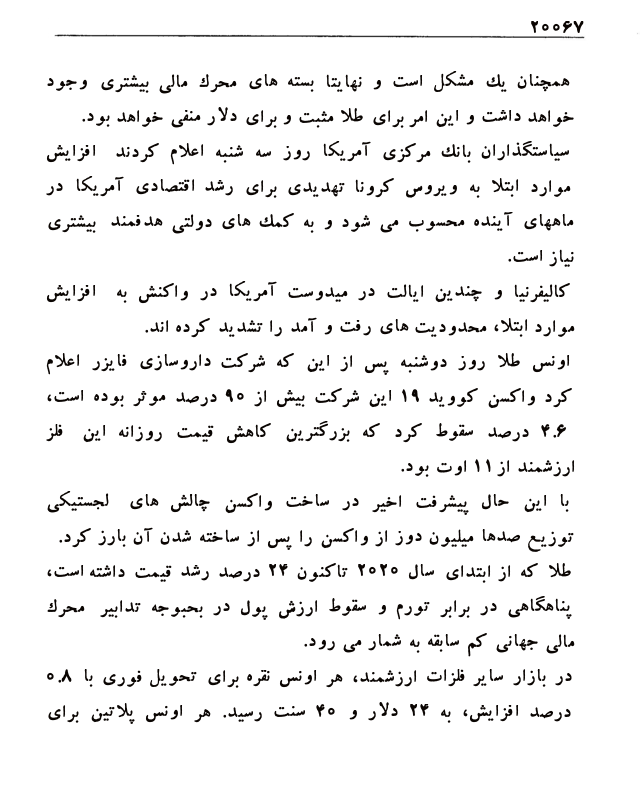 ۲۰۰۶۷
همچنان يك مشكل است و نهايتا بسته های محرك مالی بيشتری وجود
خواهد داشت و اين امر برای طلا مثبت و برای دلار منفی خواهد بود.
سياستگذاران بانك مركزی آمريكا روز سه شنبه اعلام كردند افزايش
موارد ابتلا به ويروس كرونا تهديدی برای رشد اقتصادی آمريكا در
ماههای آينده محسوب می شود و به كمك های دولتی هدفمند بيشتری
نياز است.
كاليفرنيا و چندين ايالت در ميدوست آمريكا در واكنش به افزايش
موارد ابتلا، محدوديت های رفت و آمد را تشديد كرده اند.
اونس طلا روز دوشنبه پس از اين كه شركت داروسازی فايزر اعلام
كرد واكسن كوويد ۱۹ اين شركت بيش از ۹۰ درصد موثر بوده است،
۴.۶ درصد سقوط كرد كه بزرگترين كاهش قيمت روزانه اين فلز
ارزشمند از ۱۱ اوت بود.
با اين حال پيشرفت اخير در ساخت واكسن چالش های لجستيكی
توزيع صدها ميليون دوز از واكسن را پس از ساخته شدن آن بارز كرد.
طلا كه از ابتدای سال ۲۰۲۰ تاكنون ۲۴ درصد رشد قيمت داشته است،
پناهگاهی در برابر تورم و سقوط ارزش پول در بحبوجه تدابير محرك
مالی جهانی كم سابقه به شمار می رود.
در بازار ساير فلزات ارزشمند، هر اونس نقره برای تحويل فوری با ۰.۸
درصد افزايش، به ۲۴ دلار و ۴۰ سنت رسيد. هر اونس پلاتين برای